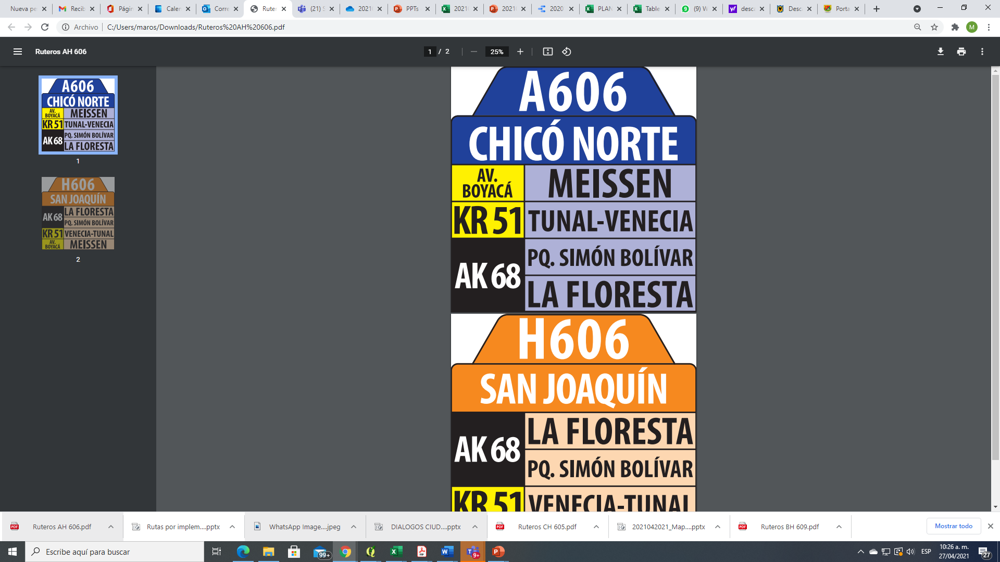 Nueva pe
Recib
Págin
Caler
Corre
Ruter
(21) S
2021
PPTs
2021
2021
2020
PLAN
Table
(9) W
desca
Desca
Porta
Archivo
C:/Users/maros/Downloads/Ruteros%20AH%20606.pdf
M
Ruteros AH 606
1 / 2
25%
A606
CHICÓ NORTE
AV. BOYACÁ MEISSEN
KR 51 TUNAL-VENECIA
AK 68 PQ. SIMÓN BOLÍVAR
LA FLORESTA
1
H606
SAN JOAQUÍN
AK 68 LA FLORESTA
PQ. SIMÓN BOLÍVAR
KR 51 VENECIA-TUNAL
AV. BOYACÁ MEISSEN
2
A606
CHICÓ NORTE
AV.
BOYACÁ
MEISSEN
KR 51 TUNAL-VENECIA
PQ. SIMÓN BOLÍVAR
AK 68
LA FLORESTA
H606
SAN JOAQUÍN
LA FLORESTA
AK 68
PQ. SIMÓN BOLÍVAR
KR 51 VENECIA-TUNAL
Ruteros AH 606.pdf
Rutas por implem....pptx
WhatsApp Image....jpeg
DIALOGOS CIUD....pptx
Ruteros CH 605.pdf
2021042021_Map....pptx
Ruteros BH 609.pdf
Mostrar todo
Escribe aquí para buscar
99+
9+
ESP
10:26 a. m.
27/04/2021
27